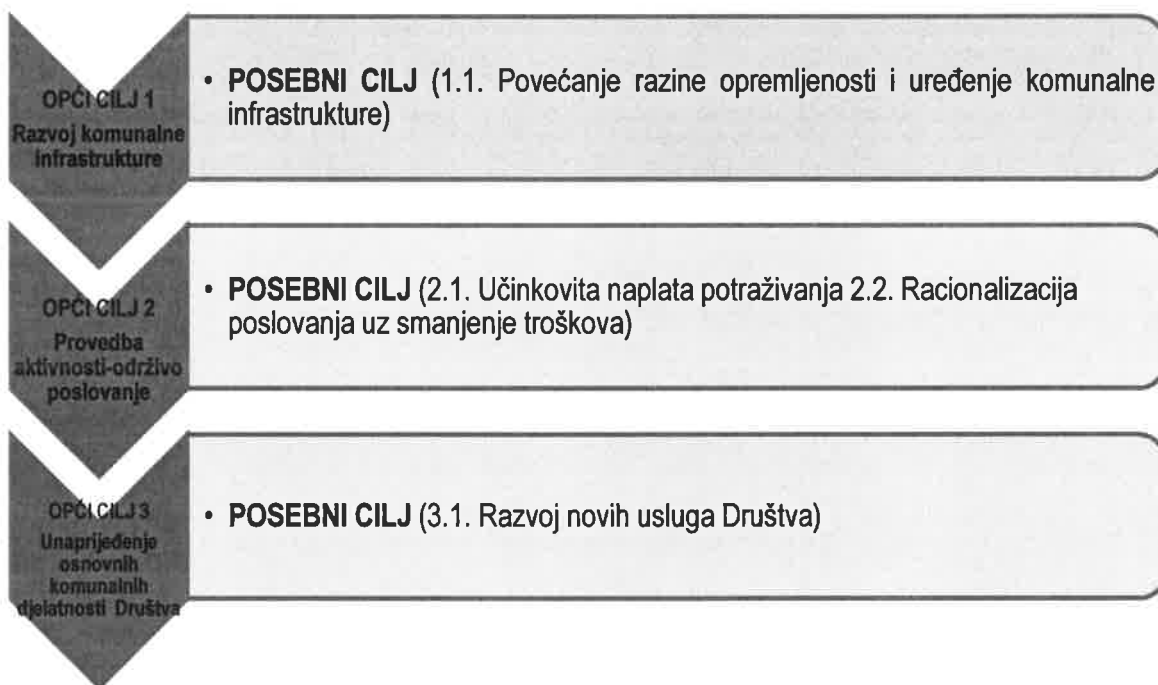 OPĆI CILJ 1
Razvoj komunalne
infrastrukture
• POSEBNI CILJ (1.1. Povećanje razine opremljenosti i uređenje komunalne
infrastrukture)
OPĆI CILJ 2
Provedba
aktivnosti-održivo
poslovanje
• POSEBNI CILJ (2.1. Učinkovita naplata potraživanja 2.2. Racionalizacija
poslovanja uz smanjenje troškova)
OPĆI CILJ 3
Unaprijeđenje
osnovnih
komunalnih
djelatnosti Društva
• POSEBNI CILJ (3.1. Razvoj novih usluga Društva)